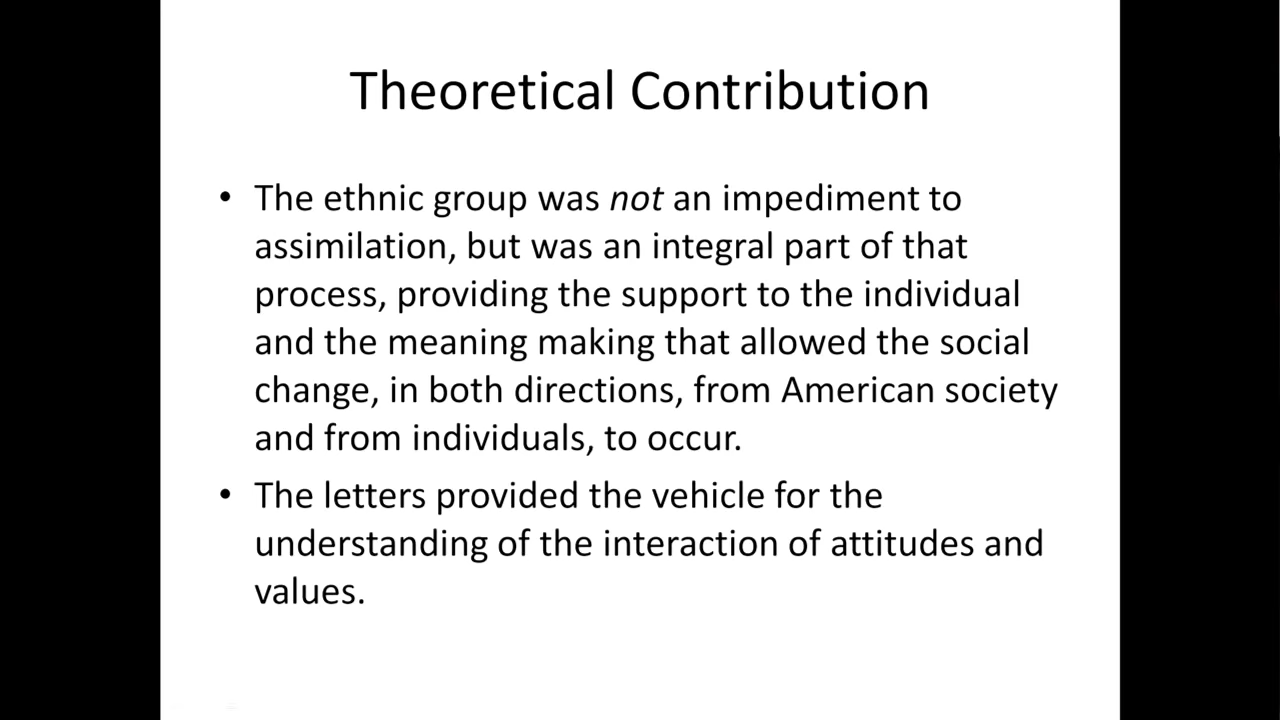 Theoretical Contribution
• The ethnic group was not an impediment to
assimilation, but was an integral part of that
process, providing the support to the individual
and the meaning making that allowed the social
change, in both directions, from American society
and from individuals, to occur.
• The letters provided the vehicle for the
understanding of the interaction of attitudes and
values.